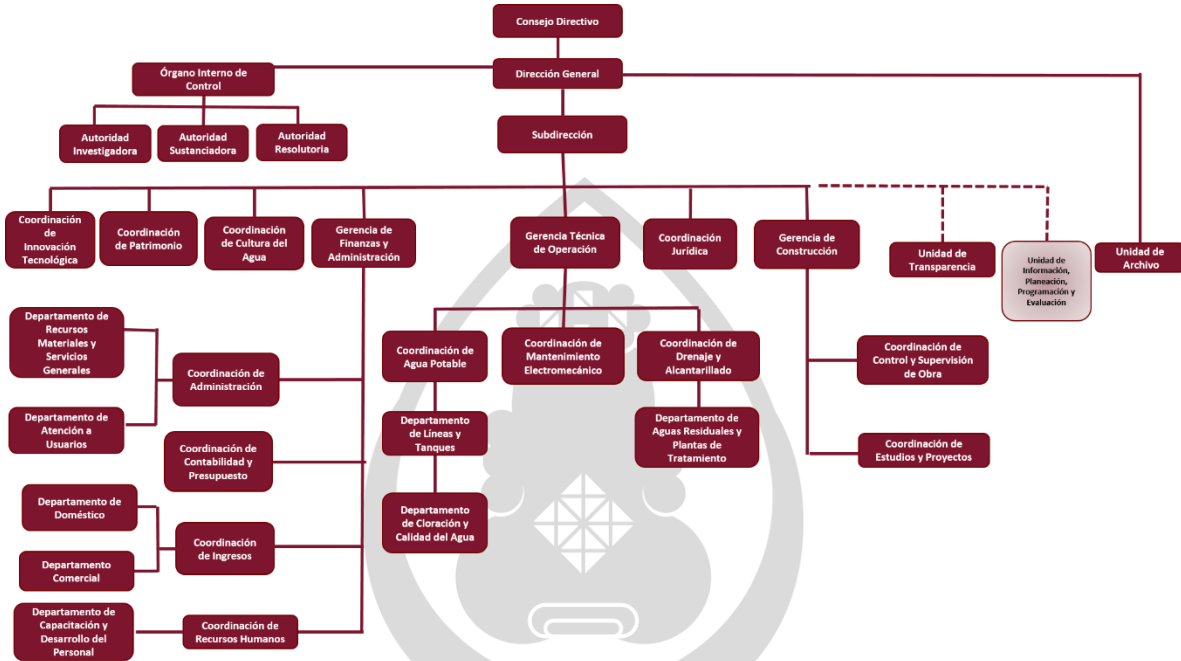 Consejo Directivo
Órgano Interno de
Control
Dirección General
Autoridad
Investigadora
Autoridad
Sustanciadora
Autoridad
Resolutoria
Subdirección
Coordinación
de
Innovación
Tecnológica
Coordinación
de Patrimonio
Coordinación
de Cultura del
Agua
Gerencia de
Finanzas y
Administración
Gerencia Técnica
de Operación
Coordinación
Jurídica
Gerencia de
Construcción
Unidad de
Transparencia
Unidad de
Información,
Planeación,
Programación y
Evaluación
Unidad de
Archivo
Departamento de
Recursos
Materiales y
Servicios
Generales
Coordinación de
Administración
Departamento de
Atención a
Usuarios
Coordinación de
Contabilidad y
Presupuesto
Departamento de
Doméstico
Coordinación
de Ingresos
Departamento
Comercial
Departamento de
Capacitación y
Desarrollo del
Personal
Coordinación de
Recursos Humanos
Coordinación de
Agua Potable
Coordinación de
Mantenimiento
Electromecánico
Coordinación de
Drenaje y
Alcantarillado
Departamento
de Líneas y
Tanques
Departamento de
Aguas Residuales y
Plantas de
Tratamiento
Departamento
de Cloración y
Calidad del Agua
Coordinación de
Control y Supervisión
de Obra
Coordinación de
Estudios y Proyectos